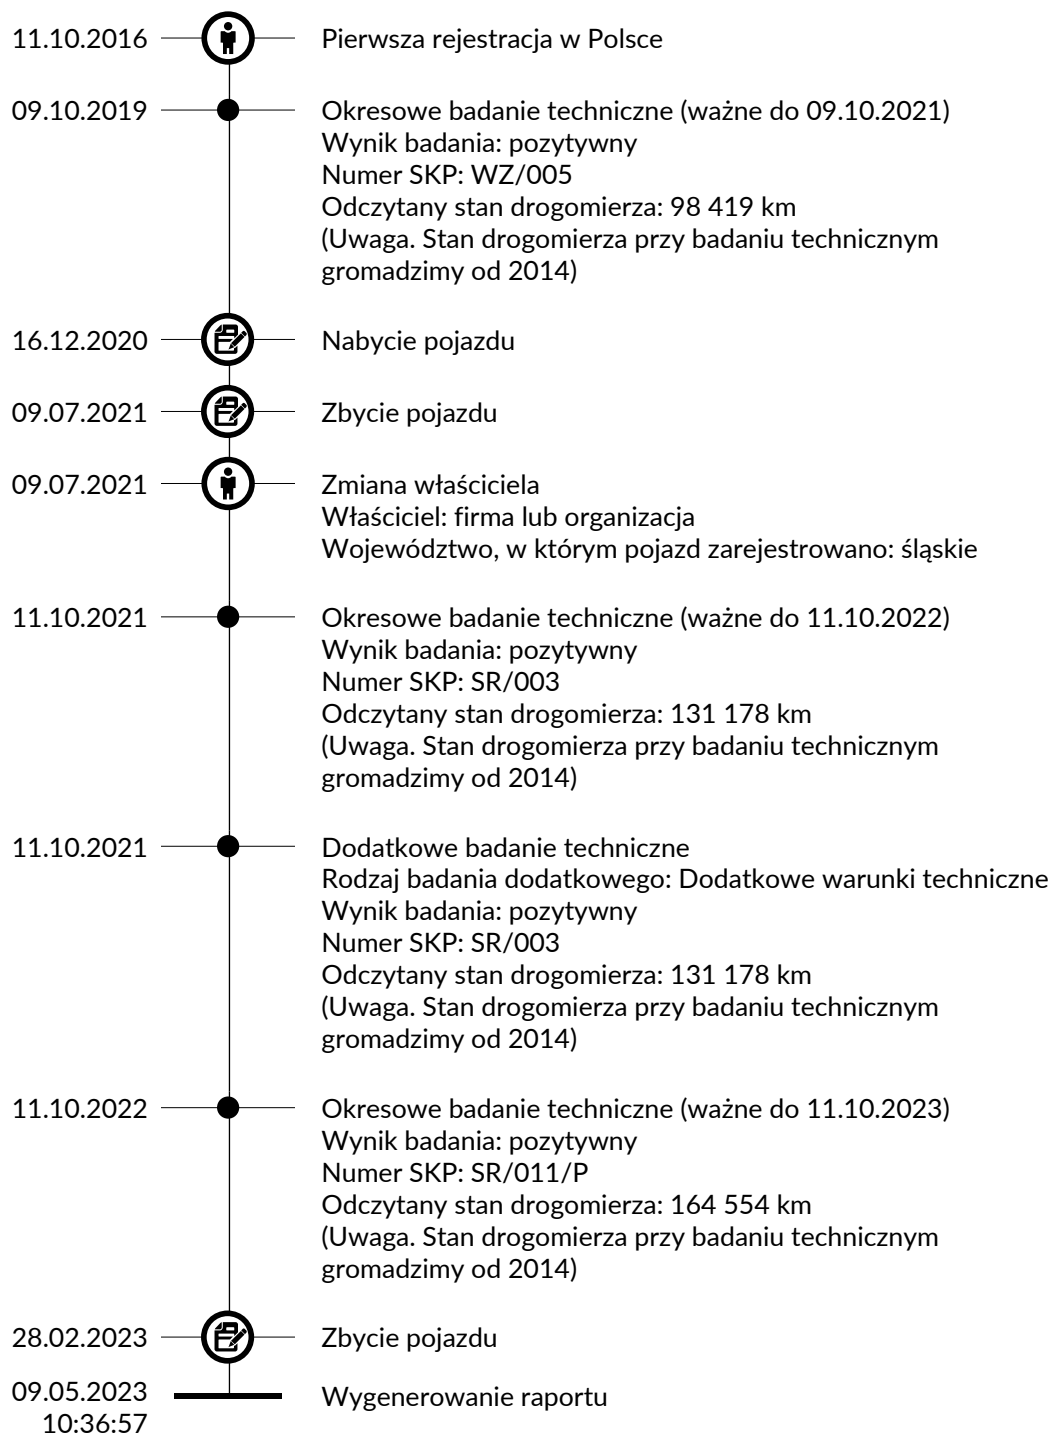 11.10.2016 Pierwsza rejestracja w Polsce
09.10.2019 Okresowe badanie techniczne (ważne do 09.10.2021)
Wynik badania: pozytywny
Numer SKP: WZ/005
Odczytany stan drogomierza: 98 419 km
(Uwaga. Stan drogomierza przy badaniu technicznym
gromadzimy od 2014)
16.12.2020 Nabycie pojazdu
09.07.2021 Zbycie pojazdu
09.07.2021 Zmiana właściciela
Właściciel: firma lub organizacja
Województwo, w którym pojazd zarejestrowano: śląskie
11.10.2021 Okresowe badanie techniczne (ważne do 11.10.2022)
Wynik badania: pozytywny
Numer SKP: SR/003
Odczytany stan drogomierza: 131 178 km
(Uwaga. Stan drogomierza przy badaniu technicznym
gromadzimy od 2014)
11.10.2021 Dodatkowe badanie techniczne
Rodzaj badania dodatkowego: Dodatkowe warunki techniczne
Wynik badania: pozytywny
Numer SKP: SR/003
Odczytany stan drogomierza: 131 178 km
(Uwaga. Stan drogomierza przy badaniu technicznym
gromadzimy od 2014)
11.10.2022 Okresowe badanie techniczne (ważne do 11.10.2023)
Wynik badania: pozytywny
Numer SKP: SR/011/P
Odczytany stan drogomierza: 164 554 km
(Uwaga. Stan drogomierza przy badaniu technicznym
gromadzimy od 2014)
28.02.2023 Zbycie pojazdu
09.05.2023 Wygenerowanie raportu
10:36:57